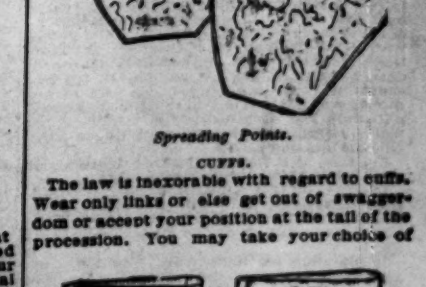 Spreading Points.
CUFFS.
The law is inexorable with regard to cuffs.
Wear only links or else get out of swagger-
dom or accept your position at the tail of the
procession. You may take your choice of